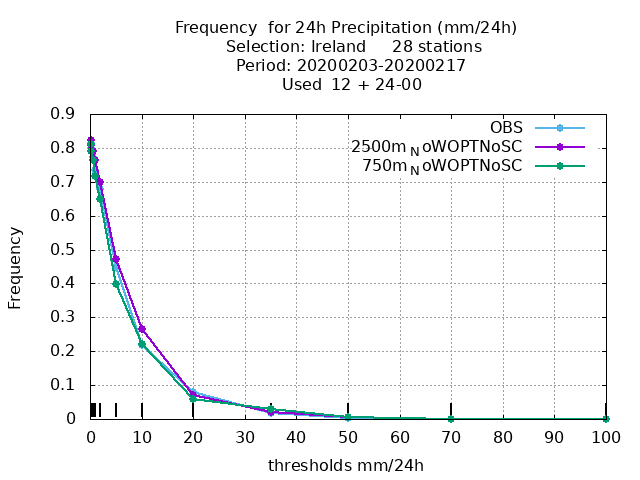 Frequency  for 24h Precipitation (mm/24h)
Selection: Ireland     28 stations
Period: 20200203-20200217
Used  12 + 24-00
OBS
2500m_NoWOPTNoSC
750m_NoWOPTNoSC
0.9
0.8
0.7
0.6
0.5
0.4
0.3
0.2
0.1
0
Frequency
0 10 20 30 40 50 60 70 80 90 100
thresholds mm/24h